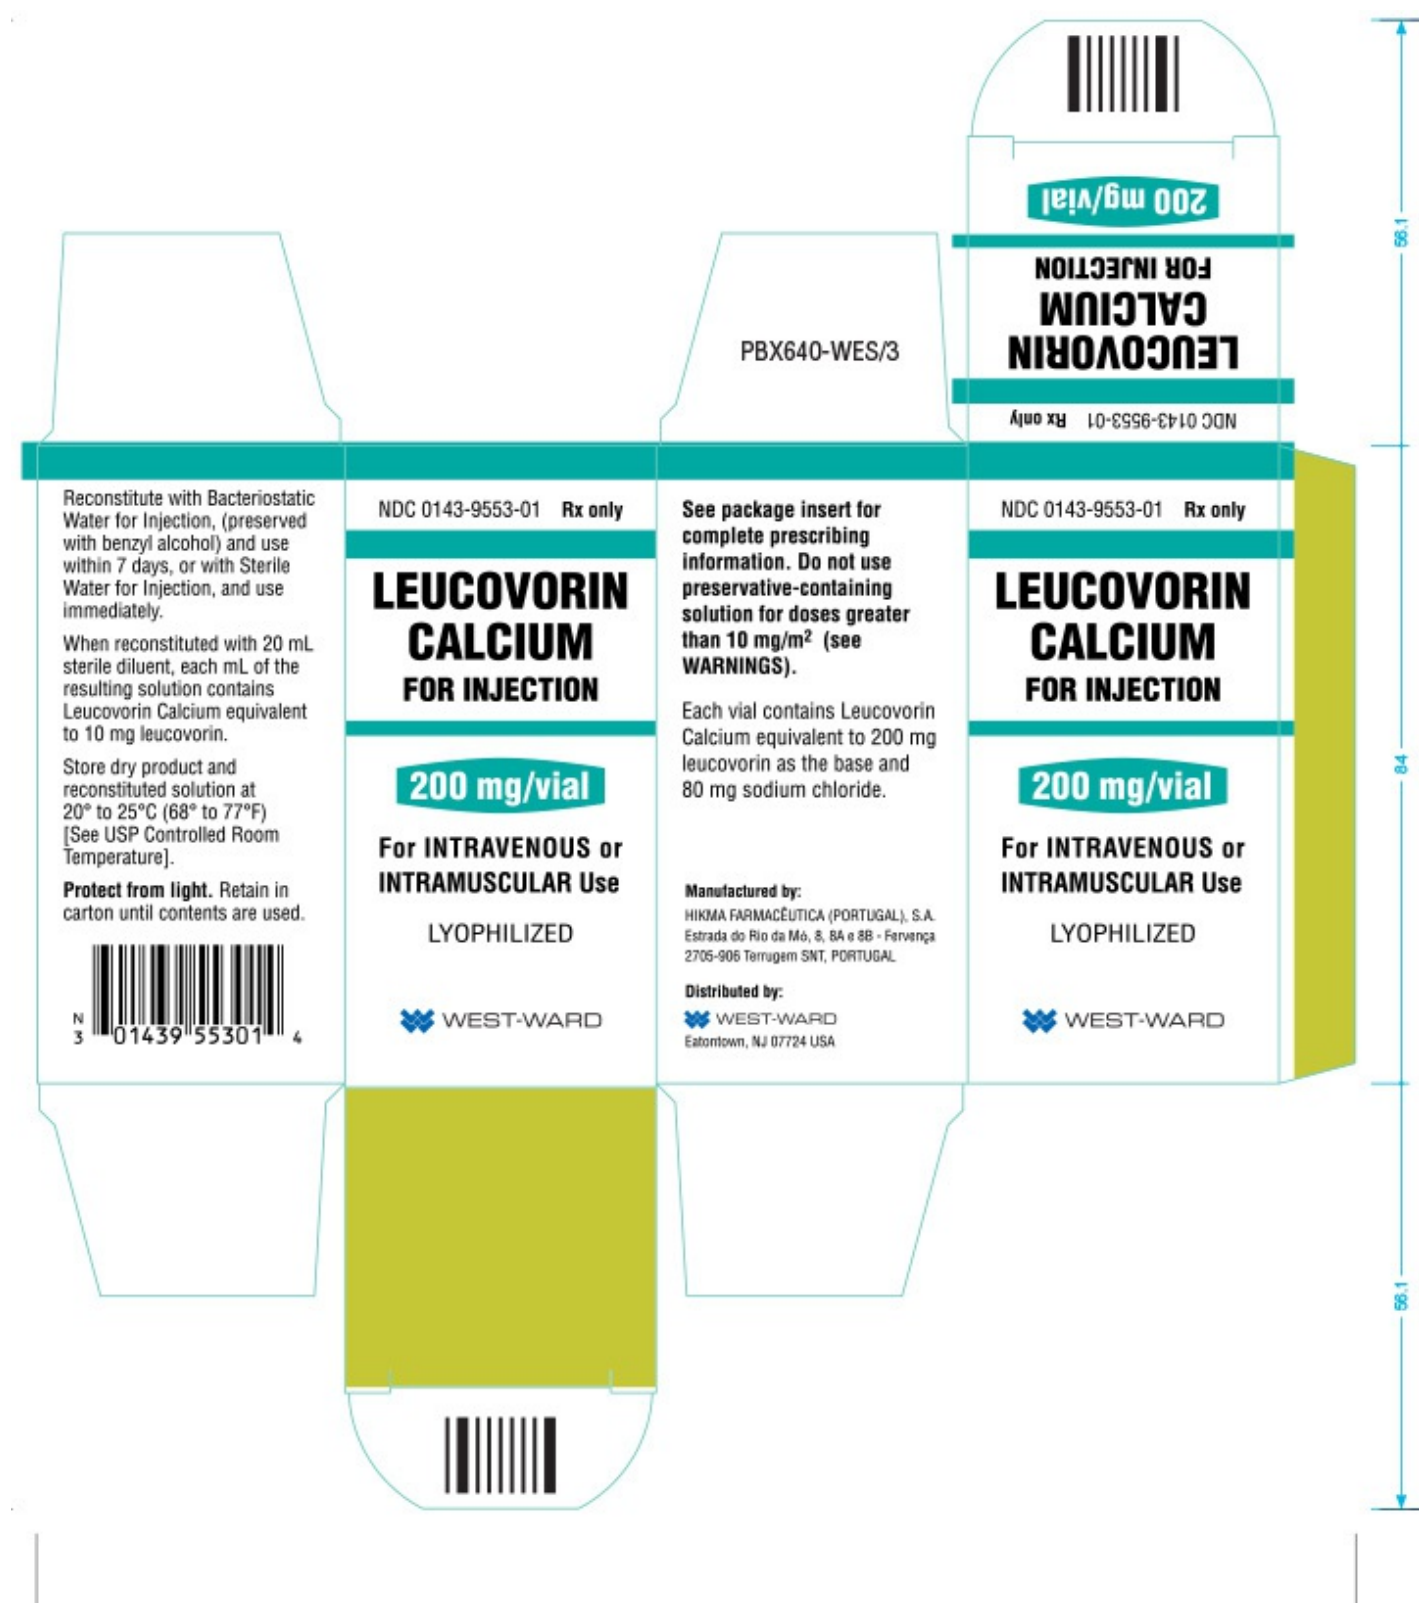 200 mg/vial
FOR INJECTION
CALCIUM
LEUCOVORIN
NDC 0143-9553-01 Rx only
PBX640-WES/3
Reconstitute with Bacteriostatic
Water for Injection, (preserved
with benzyl alcohol) and use
within 7 days, or with Sterile
Water for Injection, and use
immediately.
When reconstituted with 20 mL
sterile diluent, each mL of the
resulting solution contains
Leucovorin Calcium equivalent
to 10 mg leucovorin.
Store dry product and
reconstituted solution at
20° to 25°C (68° to 77°F)
[See USP Controlled Room
Temperature].
Protect from light. Retain in
carton until contents are used.
N
3 01439 55301 4
NDC 0143-9553-01 Rx only
LEUCOVORIN
CALCIUM
FOR INJECTION
200 mg/vial
For INTRAVENOUS or
INTRAMUSCULAR Use
LYOPHILIZED
WEST-WARD
See package insert for
complete prescribing
information. Do not use
preservative-containing
solution for doses greater
than 10 mg/m² (see
WARNINGS).
Each vial contains Leucovorin
Calcium equivalent to 200 mg
leucovorin as the base and
80 mg sodium chloride.
Manufactured by:
HIKMA FARMACÊUTICA (PORTUGAL), S.A.
Estrada do Rio da Mó, 8, 8A e 8B - Fervença
2705-906 Terrugem SNT, PORTUGAL
Distributed by:
WEST-WARD
Eatontown, NJ 07724 USA
NDC 0143-9553-01 Rx only
LEUCOVORIN
CALCIUM
FOR INJECTION
200 mg/vial
For INTRAVENOUS or
INTRAMUSCULAR Use
LYOPHILIZED
WEST-WARD
56.1
84
56.1